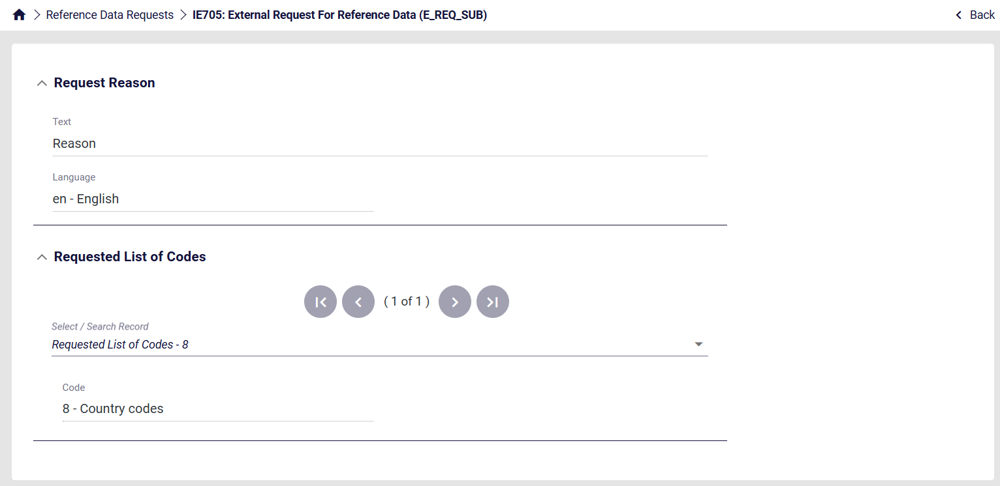 Reference Data Requests IE705: External Request For Reference Data (E_REQ_SUB) Back
Request Reason
Text
Reason
Language
en - English
Requested List of Codes
( 1 of 1 )
Select / Search Record
Requested List of Codes - 8
Code
8 - Country codes